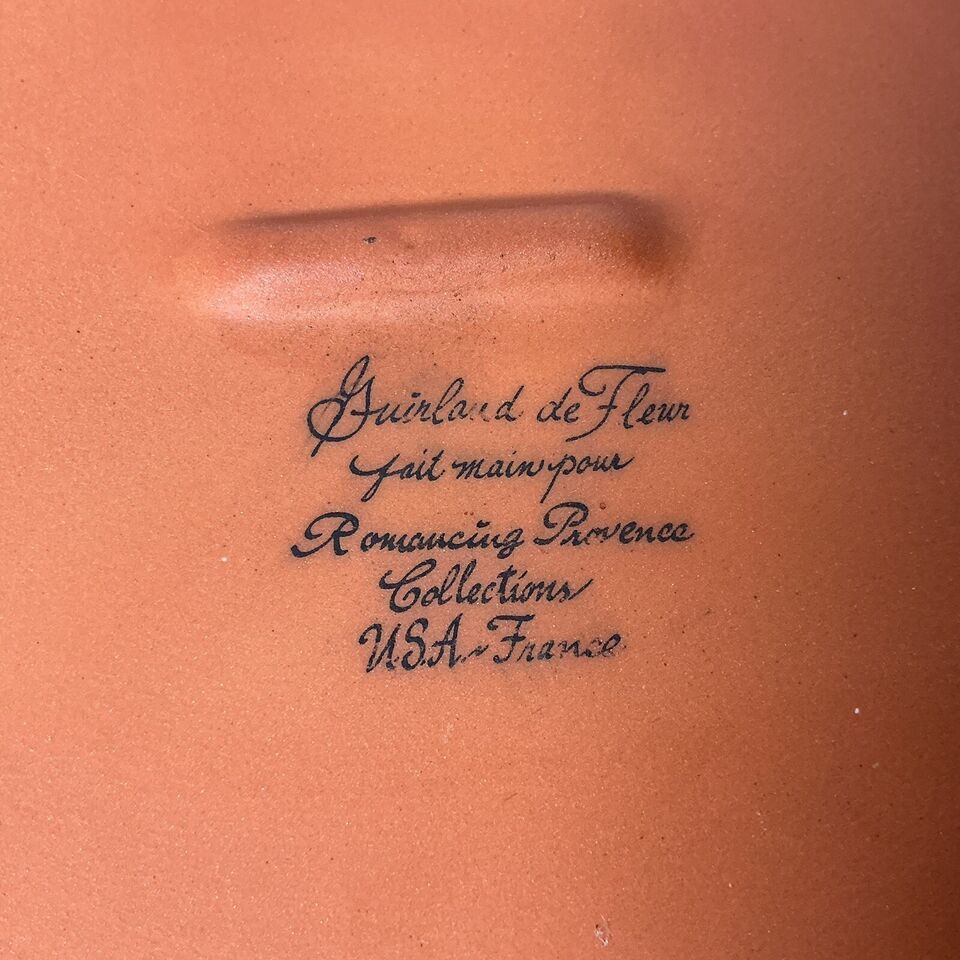 Guirland de Fleur
fait main pour
Romancing Provence
Collections
U.S.A.~France